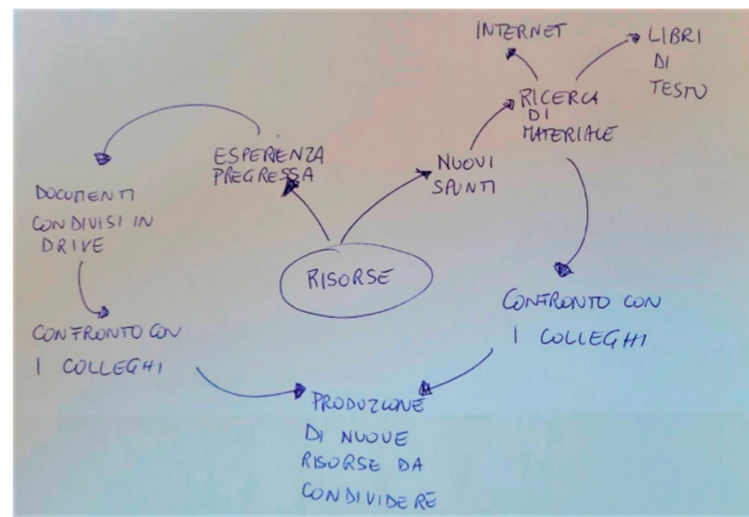 INTERNET
LIBRI
DI
TESTO
RICERCA
DI
MATERIALE
ESPERIENZA
PREGRESSA
NUOVI
SPUNTI
DOCUMENTI
CONDIVISI IN
DRIVE
RISORSE
CONFRONTO CON
I COLLEGHI
CONFRONTO CON
I COLLEGHI
PRODUZIONE
DI NUOVE
RISORSE DA
CONDIVIDERE